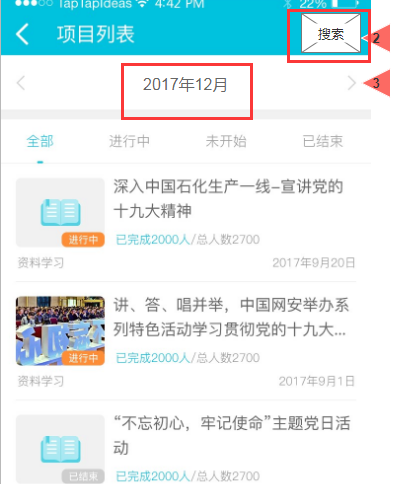 TapTapIdeas 4:42 PM 22%
项目列表
搜索
2
2017年12月
3
全部 进行中 未开始 已结束
深入中国石化生产一线-宣讲党的
十九大精神
进行中
已完成2000人/总人数2700
资料学习 2017年9月20日
讲、答、唱并举，中国网安举办系
列特色活动学习贯彻党的十九大...
进行中
已完成2000人/总人数2700
资料学习 2017年9月1日
“不忘初心，牢记使命”主题党日活
动
已结束
已完成2000人/总人数2700